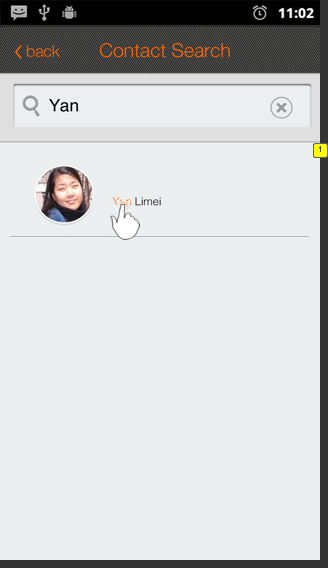 11:02
back
Contact Search
Yan
1
Yan Limei